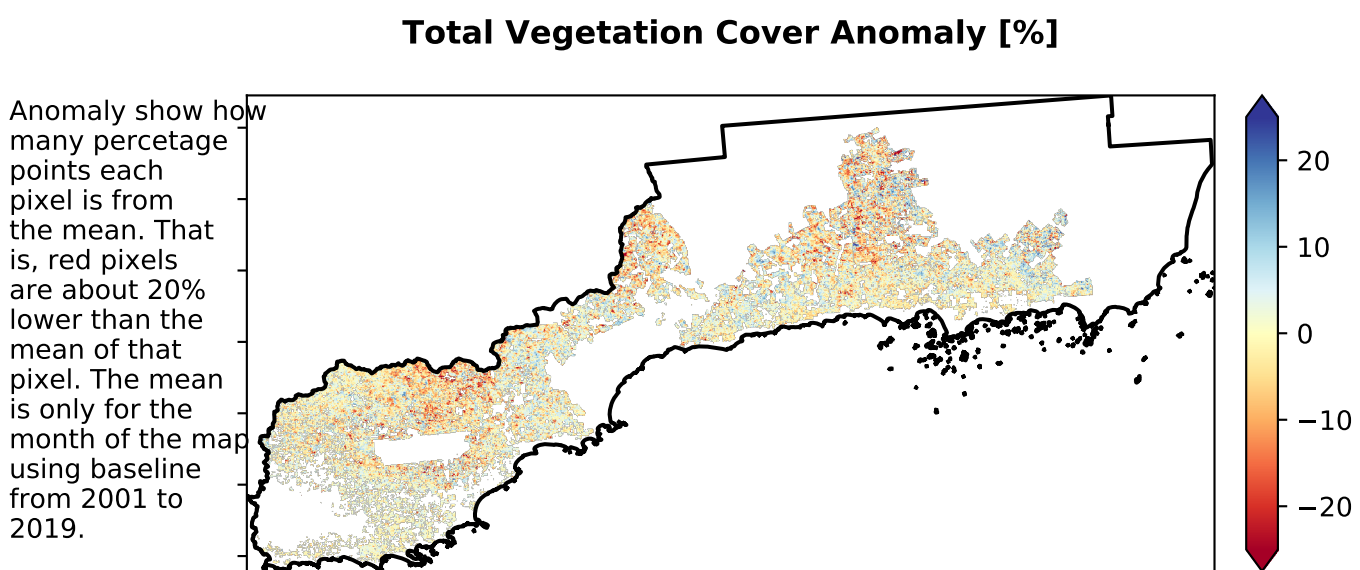 Total Vegetation Cover Anomaly [%]
Anomaly show how
many percetage
points each
pixel is from
the mean. That
is, red pixels
are about 20%
lower than the
mean of that
pixel. The mean
is only for the
month of the map
using baseline
from 2001 to
2019.
20
10
0
−10
−20